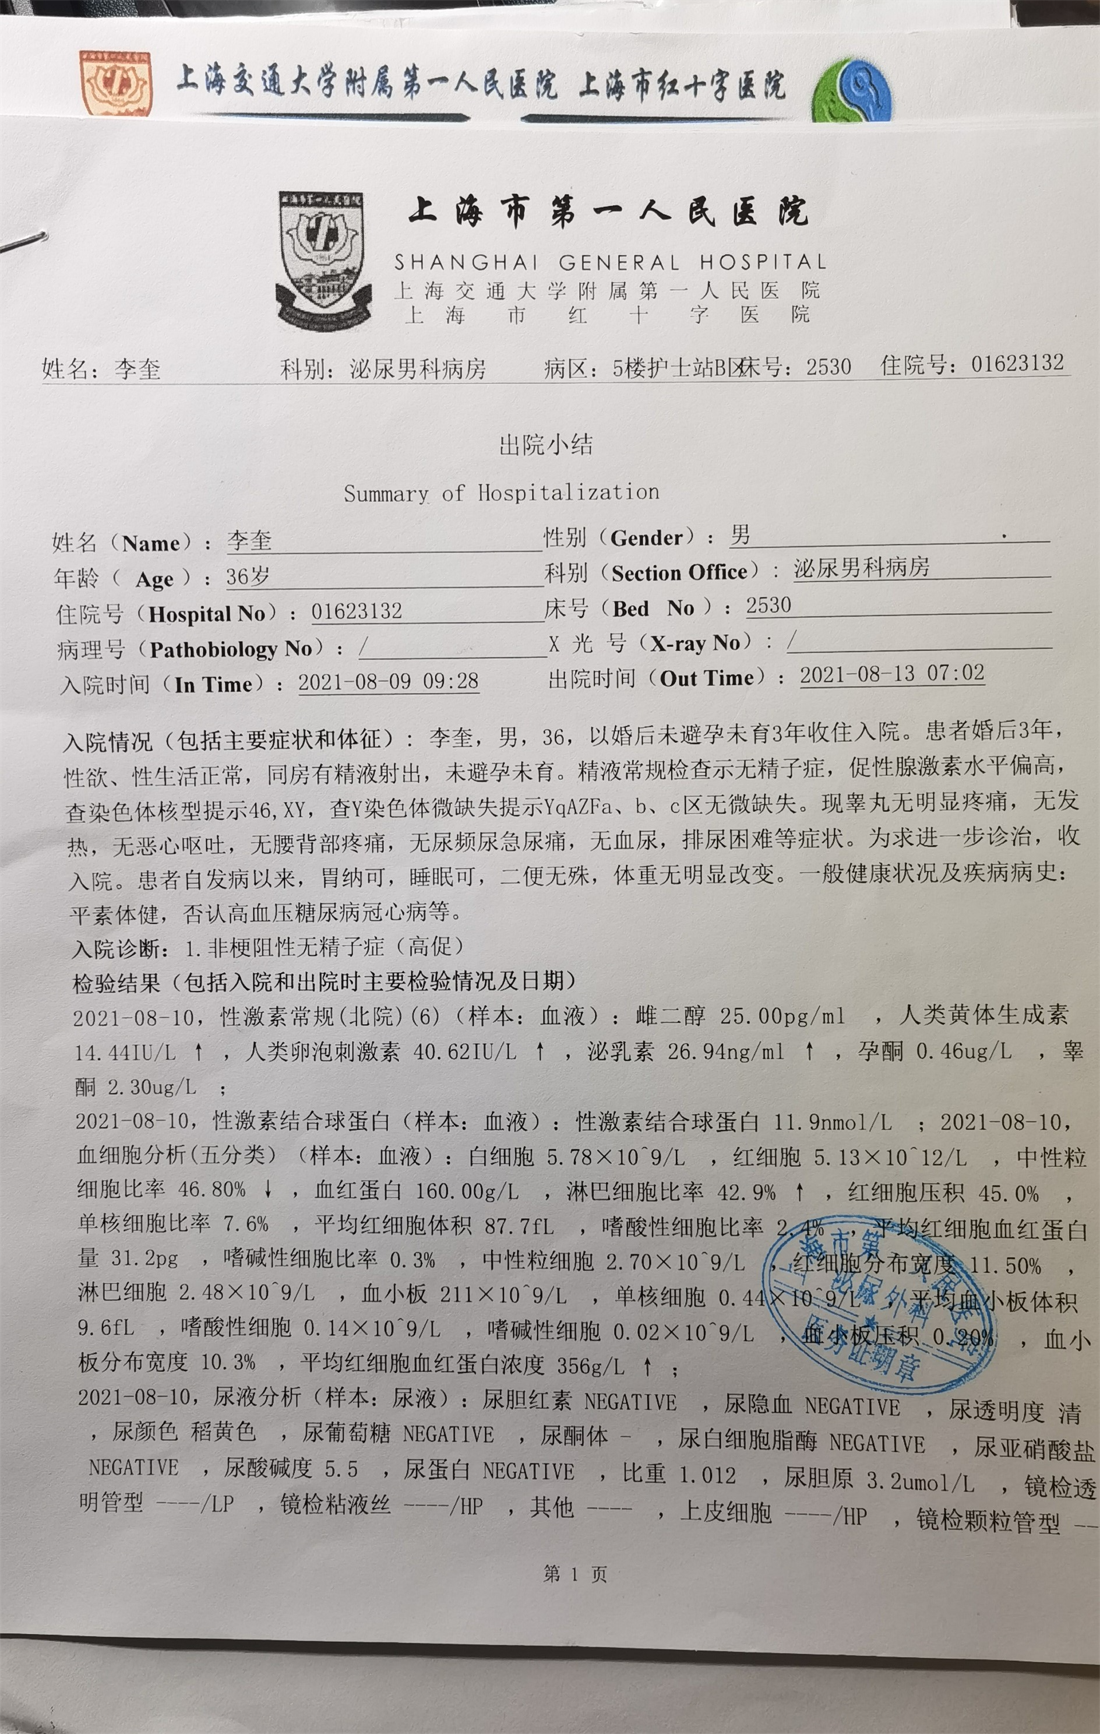 上海交通大学附属第一人民医院 上海市红十字医院
上海市第一人民医院
SHANGHAI GENERAL HOSPITAL
上海交通大学附属第一人民医院
上海市红十字医院
姓名：李奎 科别：泌尿男科病房 病区：5楼护士站B区床号：2530 住院号：01623132
出院小结
Summary of Hospitalization
姓名（Name）：李奎 性别（Gender）：男
年龄（ Age ）：36岁 科别（Section Office）：泌尿男科病房
住院号（Hospital No）：01623132 床号（Bed No ）：2530
病理号（Pathobiology No）：/ X 光 号（X-ray No）：/
入院时间（In Time）：2021-08-09 09:28 出院时间（Out Time）：2021-08-13 07:02
入院情况（包括主要症状和体征）：李奎，男，36，以婚后未避孕未育3年收住入院。患者婚后3年，
性欲、性生活正常，同房有精液射出，未避孕未育。精液常规检查示无精子症，促性腺激素水平偏高，
查染色体核型提示46,XY，查Y染色体微缺失提示YqAZFa、b、c区无微缺失。现睾丸无明显疼痛，无发
热，无恶心呕吐，无腰背部疼痛，无尿频尿急尿痛，无血尿，排尿困难等症状。为求进一步诊治，收
入院。患者自发病以来，胃纳可，睡眠可，二便无殊，体重无明显改变。一般健康状况及疾病病史：
平素体健，否认高血压糖尿病冠心病等。
入院诊断：1.非梗阻性无精子症（高促）
检验结果（包括入院和出院时主要检验情况及日期）
2021-08-10，性激素常规(北院)(6)（样本：血液）：雌二醇 25.00pg/ml ，人类黄体生成素
14.44IU/L ↑ ，人类卵泡刺激素 40.62IU/L ↑ ，泌乳素 26.94ng/ml ↑ ，孕酮 0.46ug/L ，睾
酮 2.30ug/L ；
2021-08-10，性激素结合球蛋白（样本：血液）：性激素结合球蛋白 11.9nmol/L ；2021-08-10，
血细胞分析(五分类）（样本：血液）：白细胞 5.78×10^9/L ，红细胞 5.13×10^12/L ，中性粒
细胞比率 46.80% ↓ ，血红蛋白 160.00g/L ，淋巴细胞比率 42.9% ↑ ，红细胞压积 45.0% ，
单核细胞比率 7.6% ，平均红细胞体积 87.7fL ，嗜酸性细胞比率 2.4% ，平均红细胞血红蛋白
量 31.2pg ，嗜碱性细胞比率 0.3% ，中性粒细胞 2.70×10^9/L ，红细胞分布宽度 11.50% ，
淋巴细胞 2.48×10^9/L ，血小板 211×10^9/L ，单核细胞 0.44×10^9/L ，平均血小板体积
9.6fL ，嗜酸性细胞 0.14×10^9/L ，嗜碱性细胞 0.02×10^9/L ，血小板压积 0.20% ，血小
板分布宽度 10.3% ，平均红细胞血红蛋白浓度 356g/L ↑ ；
2021-08-10，尿液分析（样本：尿液）：尿胆红素 NEGATIVE ，尿隐血 NEGATIVE ，尿透明度 清
，尿颜色 稻黄色 ，尿葡萄糖 NEGATIVE ，尿酮体 - ，尿白细胞脂酶 NEGATIVE ，尿亚硝酸盐
NEGATIVE ，尿酸碱度 5.5 ，尿蛋白 NEGATIVE ，比重 1.012 ，尿胆原 3.2umol/L ，镜检透
明管型 ----/LP ，镜检粘液丝 ----/HP ，其他 ---- ，上皮细胞 ----/HP ，镜检颗粒管型 --
泌尿外科
医务证明章
第 1 页